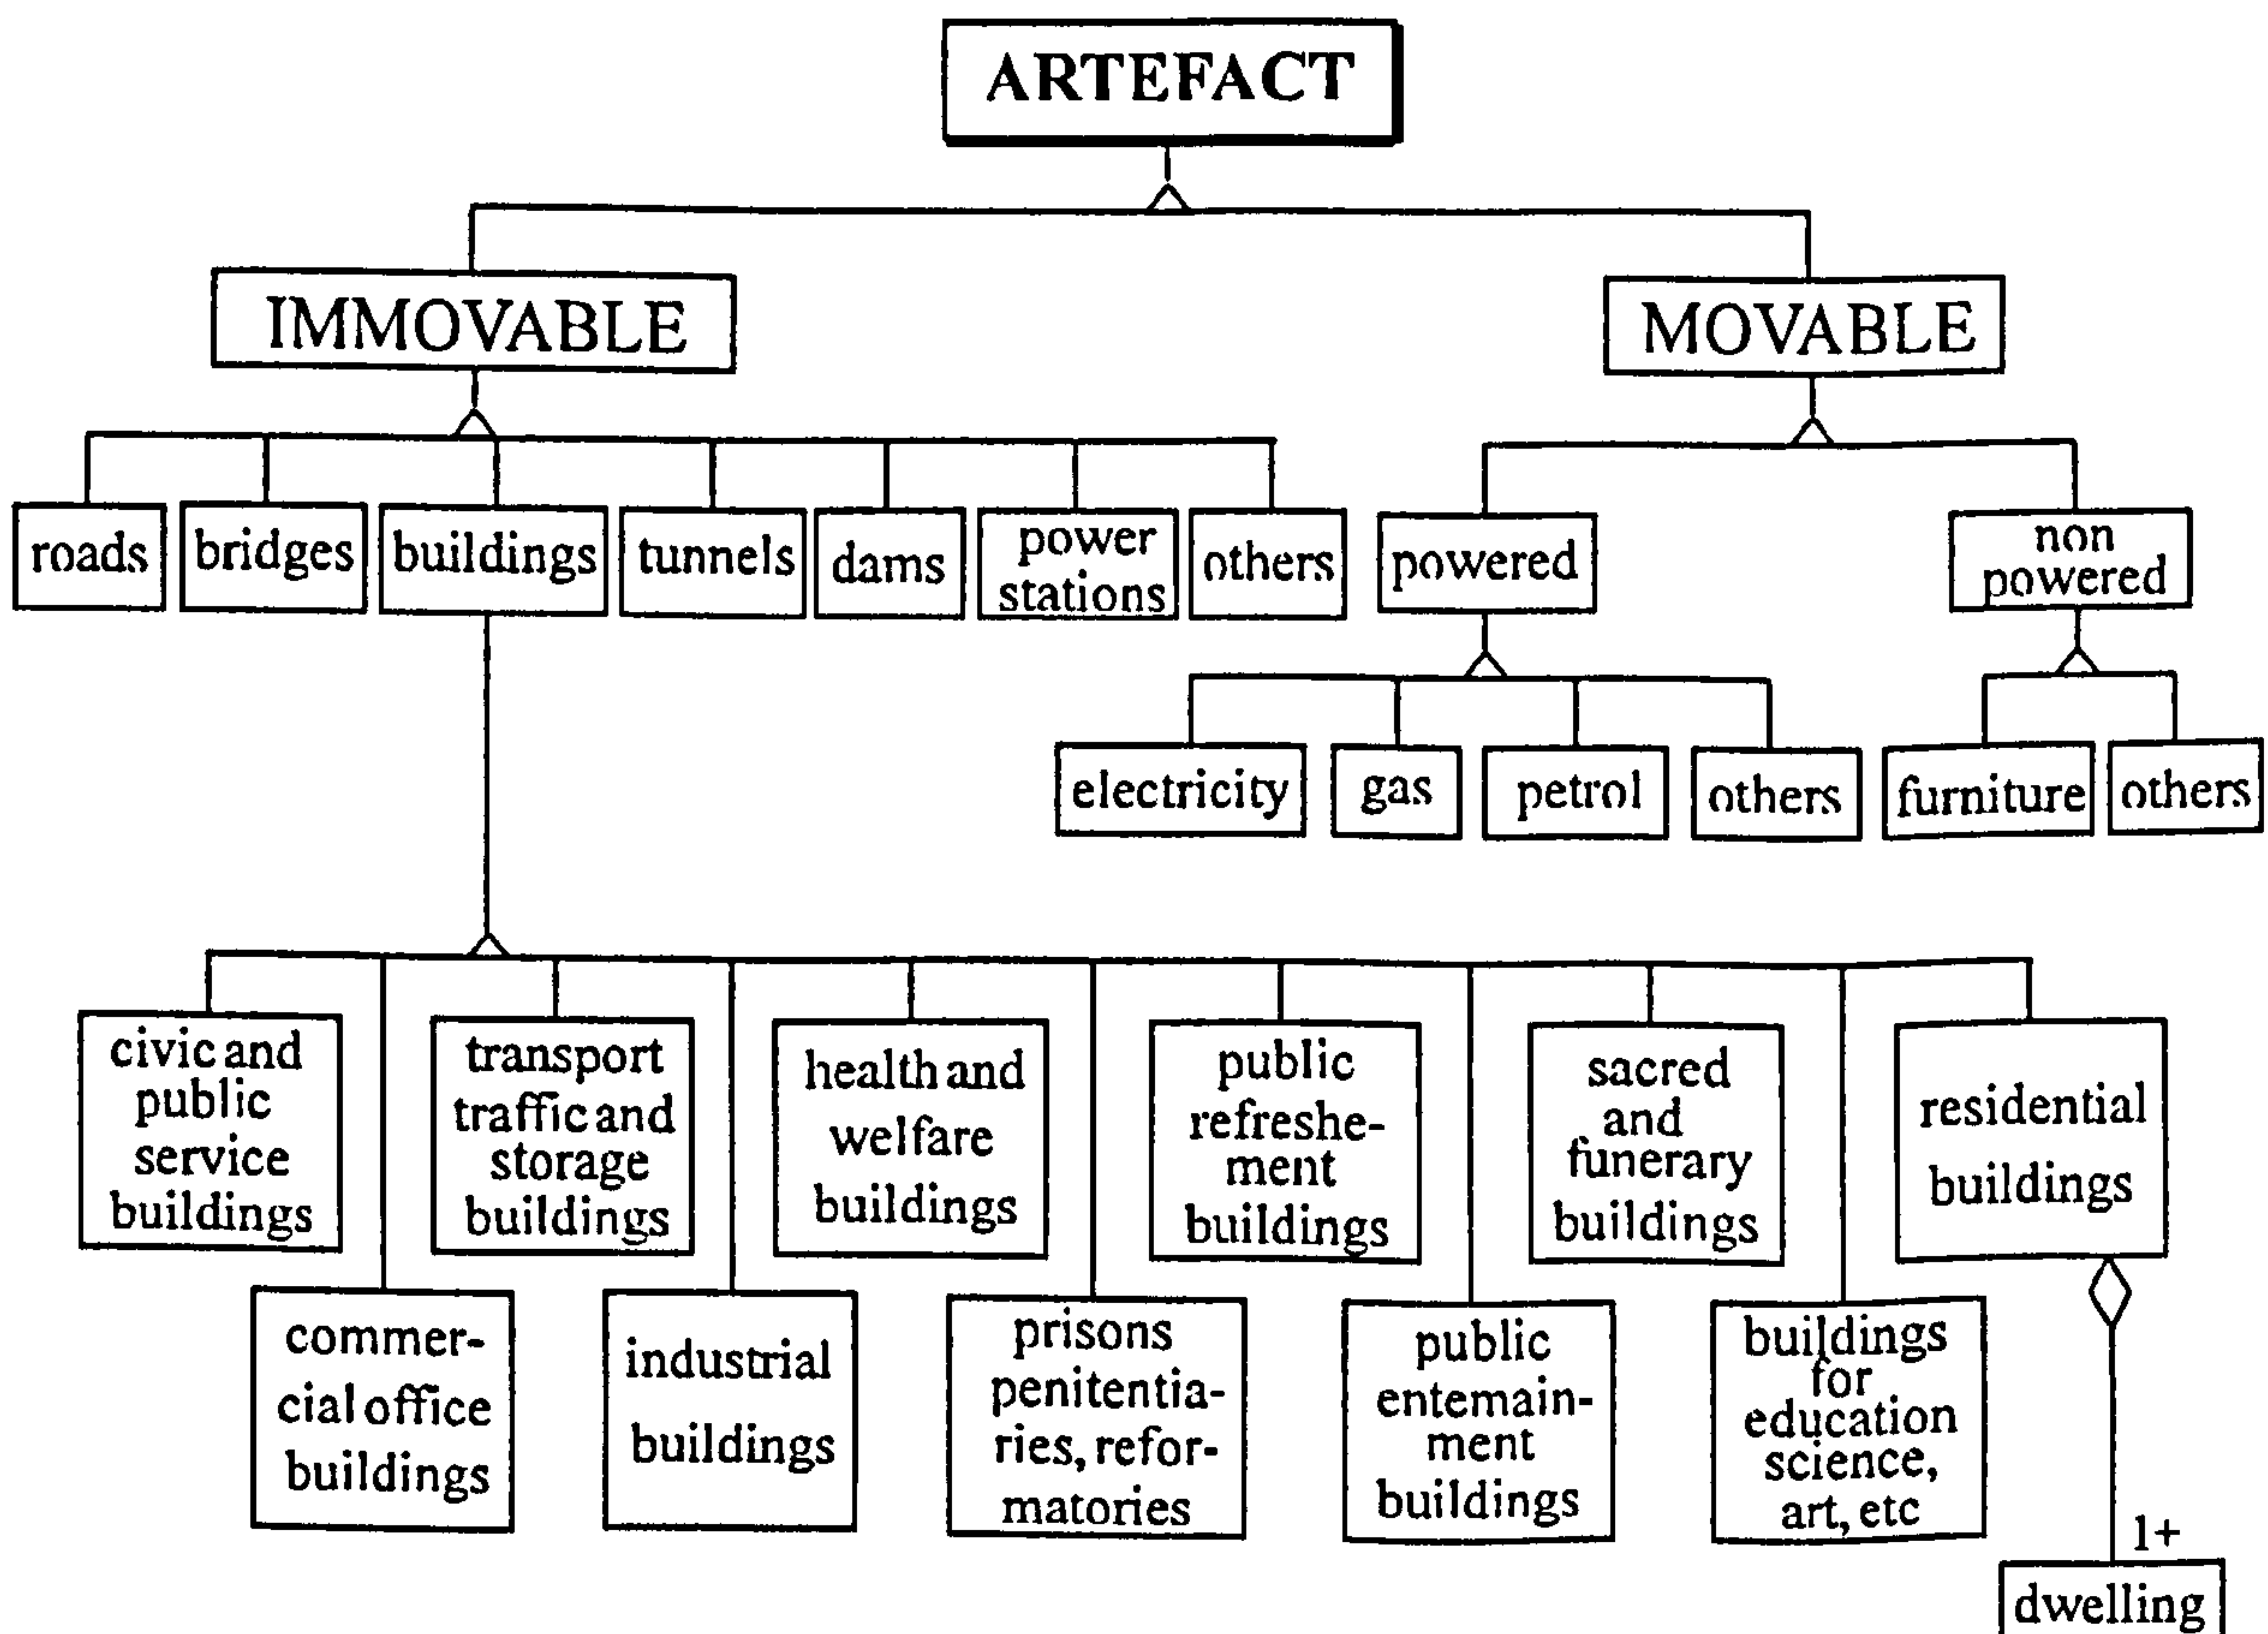 ARTEFACT
IMMOVABLE
MOVABLE
roads
bridges
buildings
tunnels
dams
power
stations
others
powered
non
powered
electricity
gas
petrol
others
furniture
others
civic and
public
service
buildings
transport
traffic and
storage
buildings
health and
welfare
buildings
public
refreshe-
ment
buildings
sacred
and
funerary
buildings
residential
buildings
commer-
cial office
buildings
industrial
buildings
prisons
penitentia-
ries, refor-
matories
public
entemain-
ment
buildings
buildings
for
education
science,
art, etc
1+
dwelling